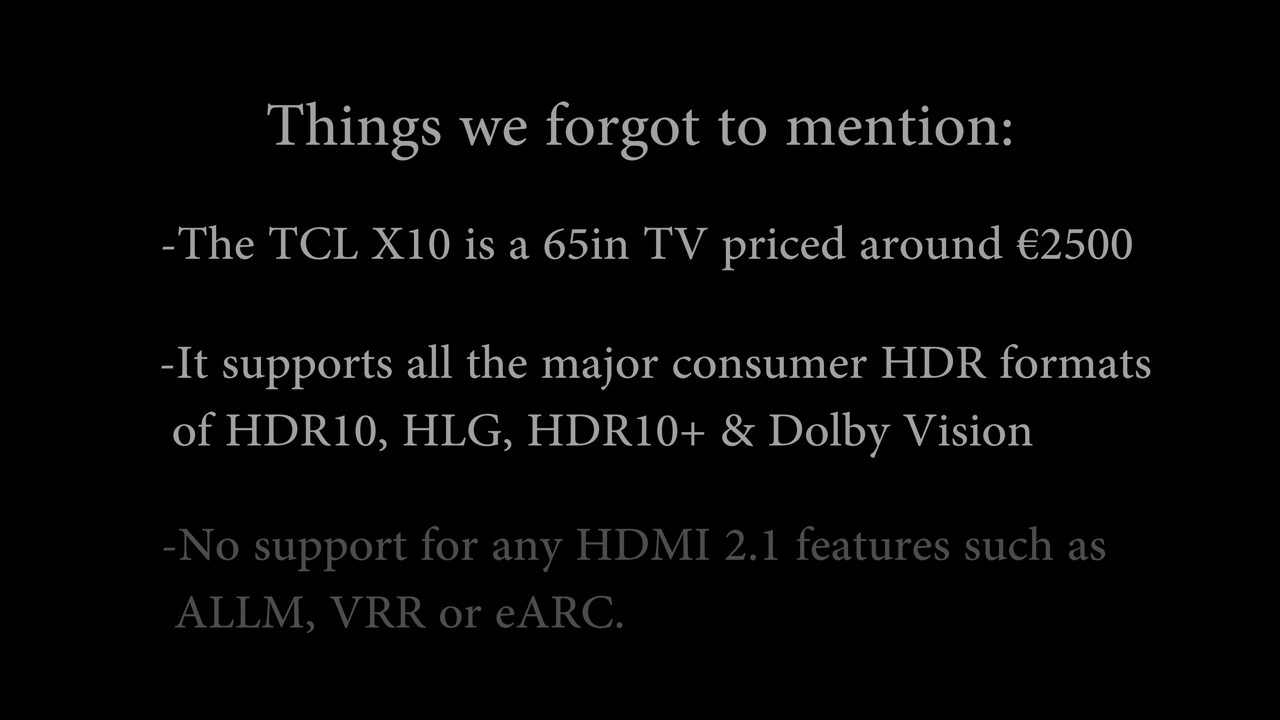 Things we forgot to mention:
-The TCL X10 is a 65in TV priced around €2500
-It supports all the major consumer HDR formats
of HDR10, HLG, HDR10+ & Dolby Vision
-No support for any HDMI 2.1 features such as
ALLM, VRR or eARC.